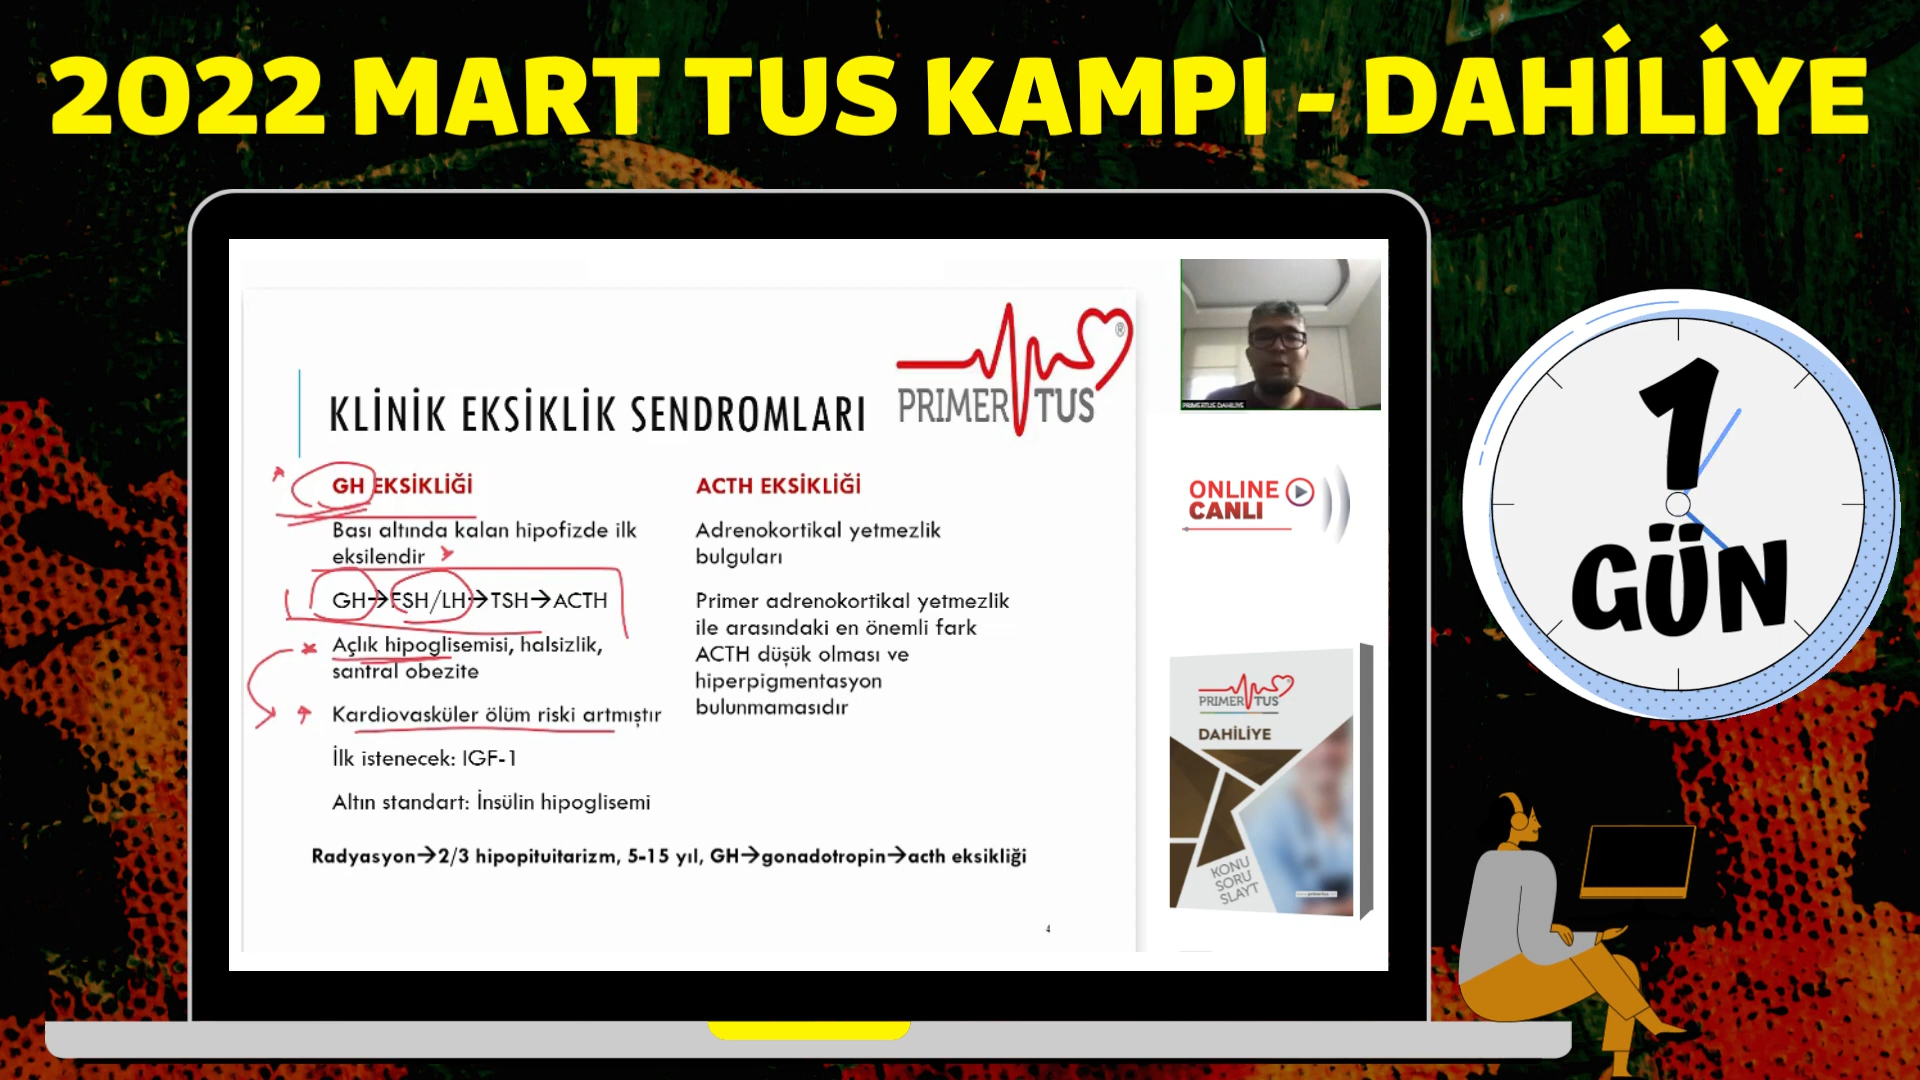 2022 MART TUS KAMPI - DAHİLİYE
PRIMER TUS
®
KLİNİK EKSİKLİK SENDROMLARI
GH EKSİKLİĞİ
Bası altında kalan hipofizde ilk
eksilendir
GH→FSH/LH→TSH→ACTH
Açlık hipoglisemisi, halsizlik,
santral obezite
Kardiovasküler ölüm riski artmıştır
İlk istenecek: IGF-1
Altın standart: İnsülin hipoglisemi
ACTH EKSİKLİĞİ
Adrenokortikal yetmezlik
bulguları
Primer adrenokortikal yetmezlik
ile arasındaki en önemli fark
ACTH düşük olması ve
hiperpigmentasyon
bulunmamasıdır
Radyasyon→2/3 hipopituitarizm, 5-15 yıl, GH→gonadotropin→acth eksikliği
4
PRIMERTUS DAHİLİYE
ONLINE
CANLI
PRIMER TUS
DAHİLİYE
KONU
SORU
SLAYT
1
GÜN